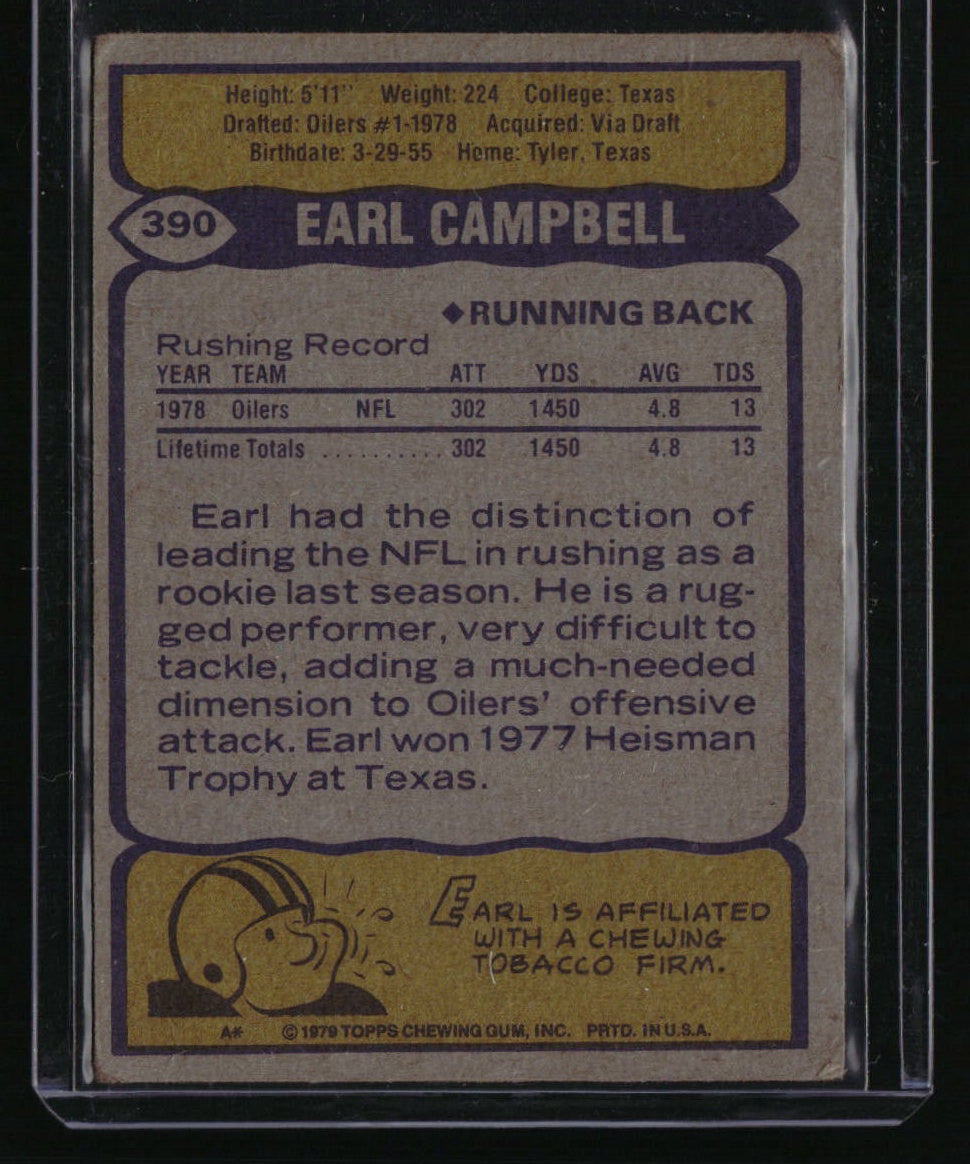 Height: 5'11" Weight: 224 College: Texas
Drafted: Oilers #1-1978 Acquired: Via Draft
Birthdate: 3-29-55 Home: Tyler, Texas
390 EARL CAMPBELL
◆RUNNING BACK
Rushing Record
YEAR TEAM ATT YDS. AVG TDS
1978 Oilers NFL 302 1450 4.8 13
Lifetime Totals .......... 302 1450 4.8 13
Earl had the distinction of
leading the NFL in rushing as a
rookie last season. He is a rug-
ged performer, very difficult to
tackle, adding a much-needed
dimension to Oilers' offensive
attack. Earl won 1977 Heisman
Trophy at Texas.
EARL IS AFFILIATED
WITH A CHEWING
TOBACCO FIRM.
A* © 1979 TOPPS CHEWING GUM, INC. PRTD. IN U.S.A.